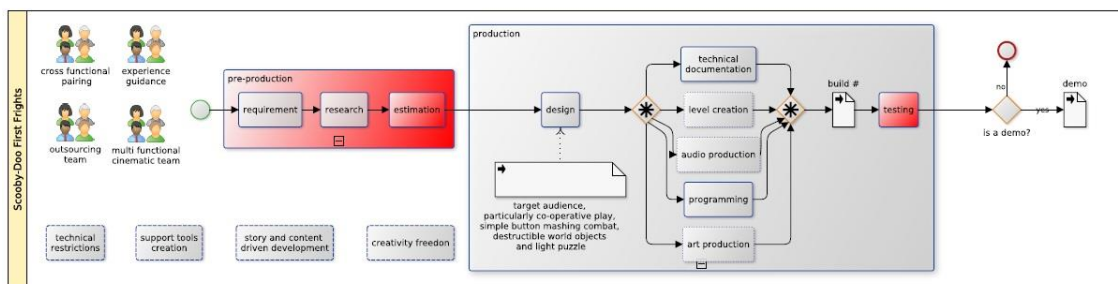 Scooby-Doo First Frights
cross functional
pairing
experience
guidance
outsourcing
team
multi functional
cinematic team
technical
restrictions
support tools
creation
story and content
driven development
creativity freedon
pre-production
requirement
research
estimation
production
design
target audience,
particularly co-operative play,
simple button mashing combat,
destructible world objects
and light puzzle
technical
documentation
level creation
audio production
programming
art production
build #
testing
no
is a demo?
yes
demo